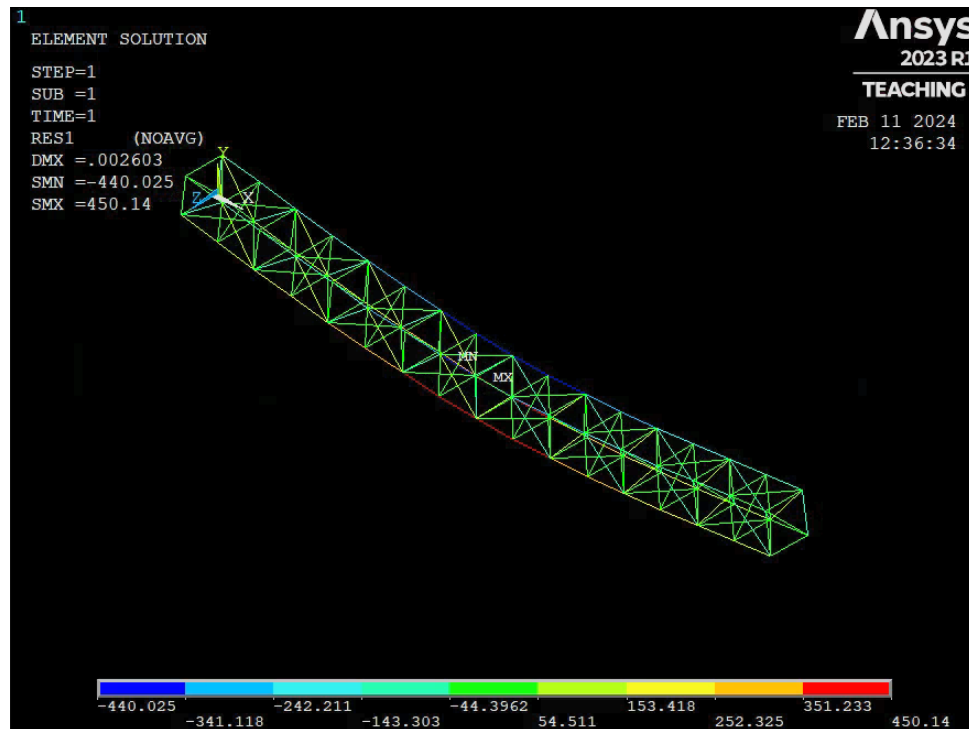 1
ELEMENT SOLUTION
STEP=1
SUB =1
TIME=1
RES1 (NOAVG)
DMX =.002603
SMN =-440.025
SMX =450.14
Ansys
2023 R1
TEACHING
FEB 11 2024
12:36:34
Y
Z X
MN
MX
-440.025 -242.211 -44.3962 153.418 351.233
-341.118 -143.303 54.511 252.325 450.14